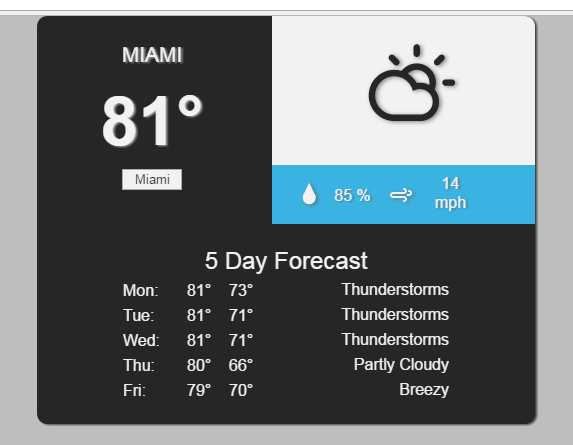 MIAMI
81°
Miami
85 %
14
mph
5 Day Forecast
Mon: 81° 73° Thunderstorms
Tue: 81° 71° Thunderstorms
Wed: 81° 71° Thunderstorms
Thu: 80° 66° Partly Cloudy
Fri: 79° 70° Breezy